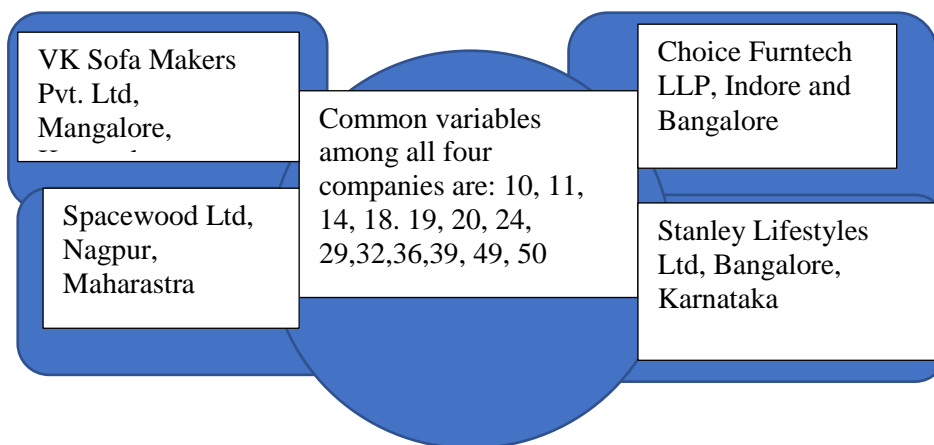 VK Sofa Makers
Pvt. Ltd,
Mangalore,
Spacewood Ltd,
Nagpur,
Maharastra
Common variables
among all four
companies are: 10, 11,
14, 18. 19, 20, 24,
29,32,36,39, 49, 50
Choice Furntech
LLP, Indore and
Bangalore
Stanley Lifestyles
Ltd, Bangalore,
Karnataka